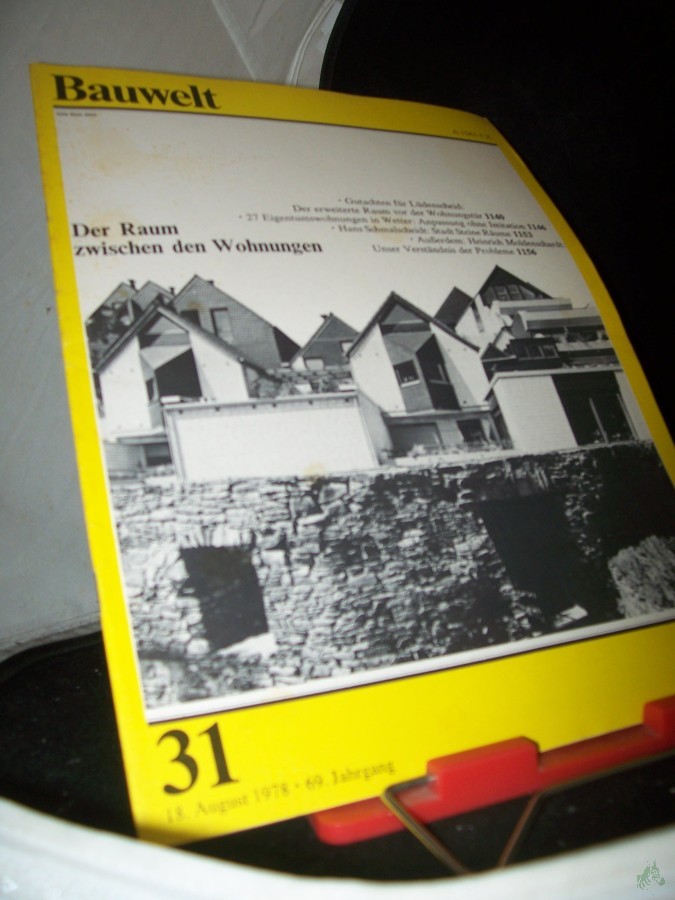 Bauwelt
· Gutachten für Lüdenscheid:
Der erweiterte Raum vor der Wohnungstür 1140
· 27 Eigentumswohnungen in Wetter: Anpassung ohne Imitation 1146
· Hans Schmalscheidt: Stadt Steine Räume 1153
· Außerdem: Heinrich Moldenschardt
Unser Verständnis der Probleme 1156
Der Raum
zwischen den Wohnungen
31
18. August 1978 · 69. Jahrgang